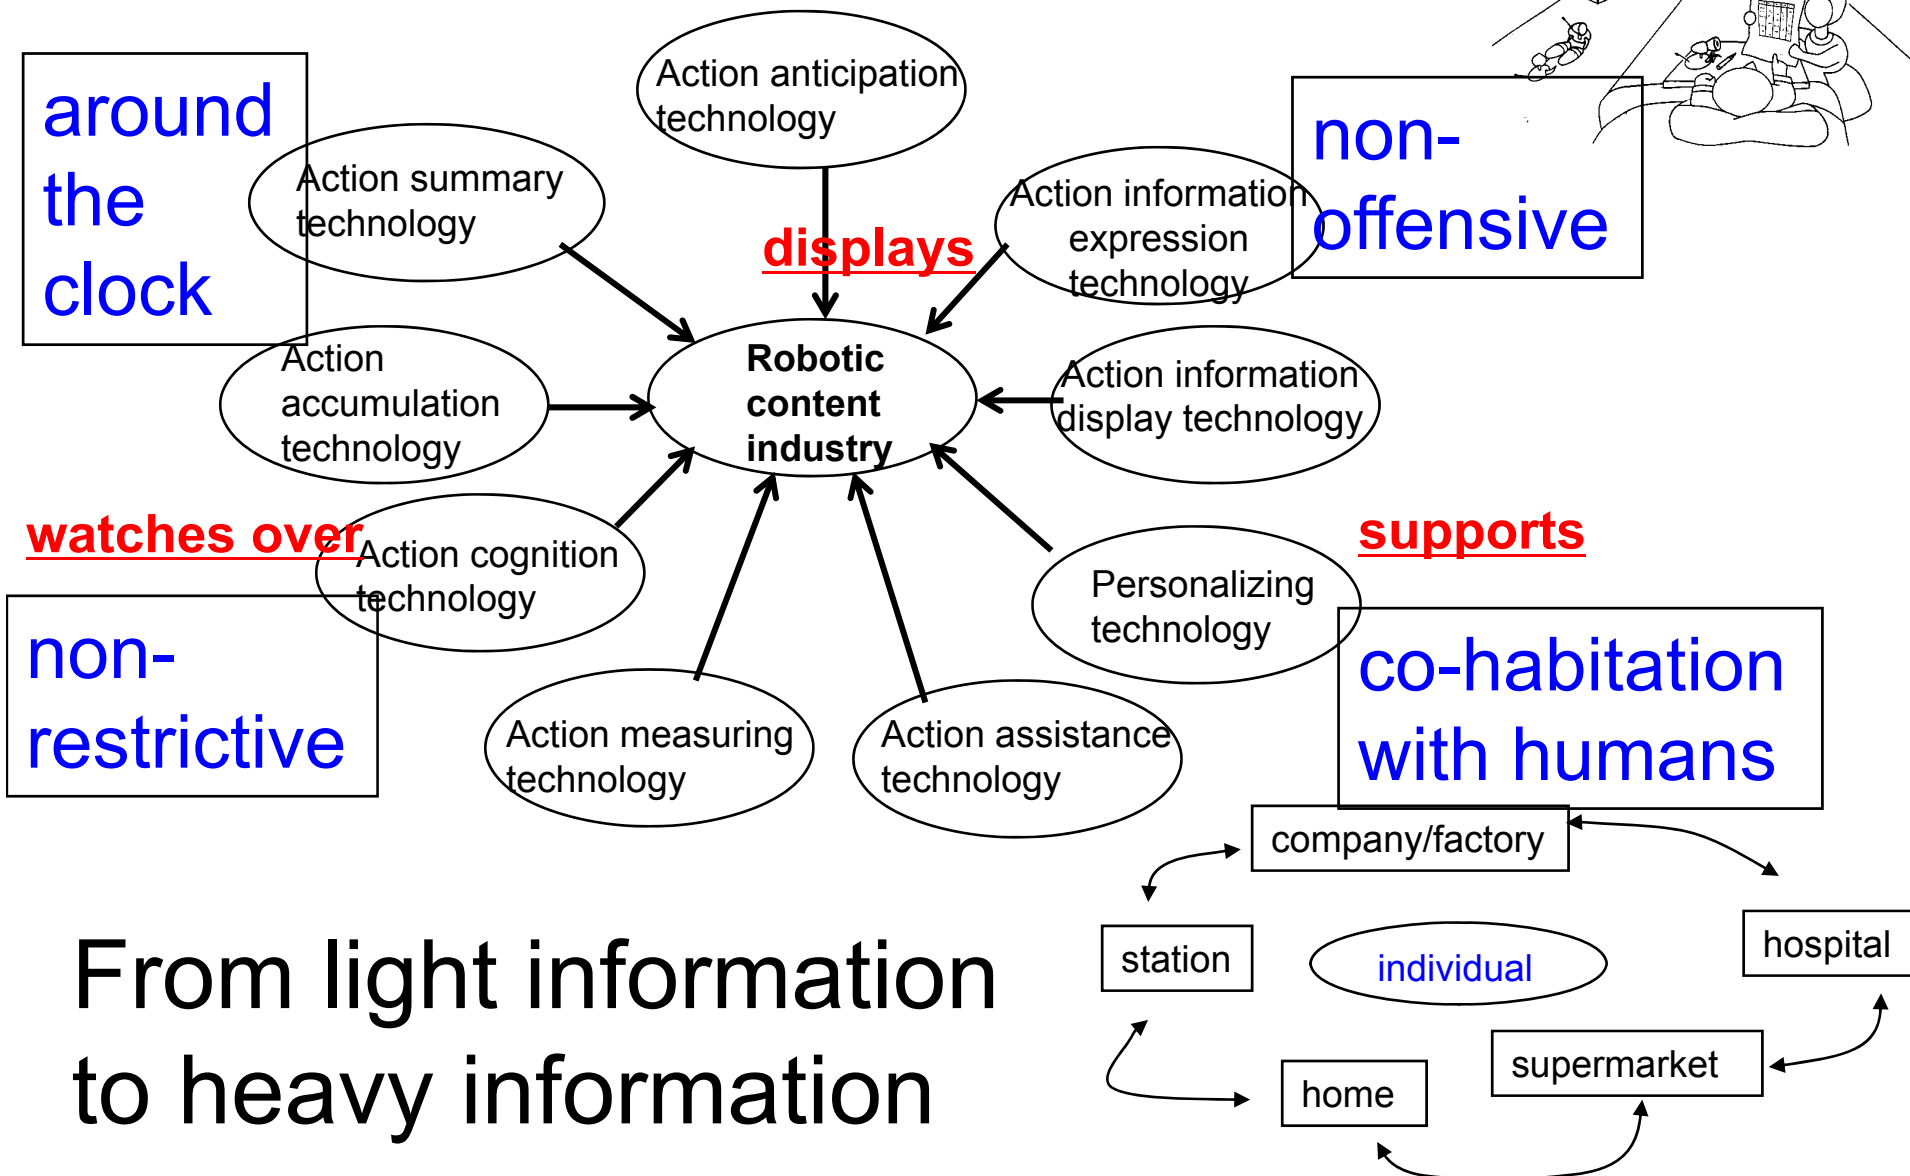 Action anticipation
technology
around
the
clock
Action summary
technology
displays
Action information
expression
technology
non-
offensive
Action
accumulation
technology
Robotic
content
industry
Action information
display technology
watches over
Action cognition
technology
supports
Personalizing
technology
non-
restrictive
Action measuring
technology
Action assistance
technology
co-habitation
with humans
company/factory
station
individual
hospital
supermarket
home
From light information
to heavy information